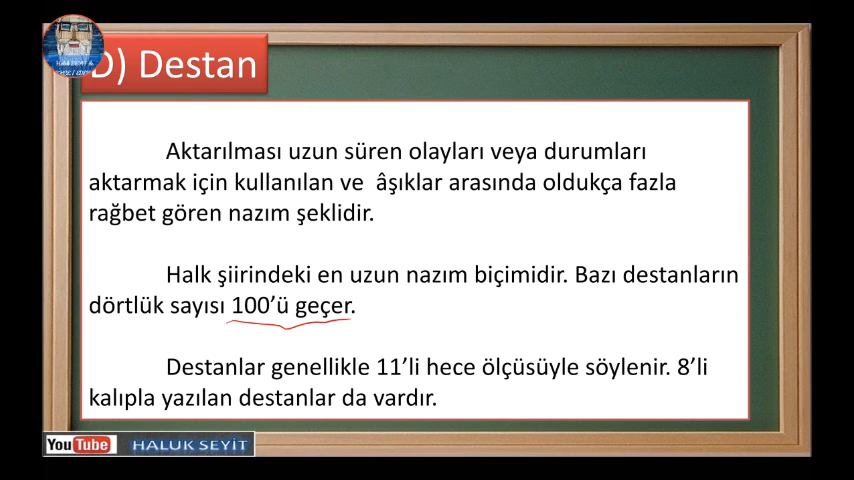 D) Destan
Aktarılması uzun süren olayları veya durumları
aktarmak için kullanılan ve âşıklar arasında oldukça fazla
rağbet gören nazım şeklidir.
Halk şiirindeki en uzun nazım biçimidir. Bazı destanların
dörtlük sayısı 100’ü geçer.
Destanlar genellikle 11’li hece ölçüsüyle söylenir. 8’li
kalıpla yazılan destanlar da vardır.
YouTube HALUK SEYİT